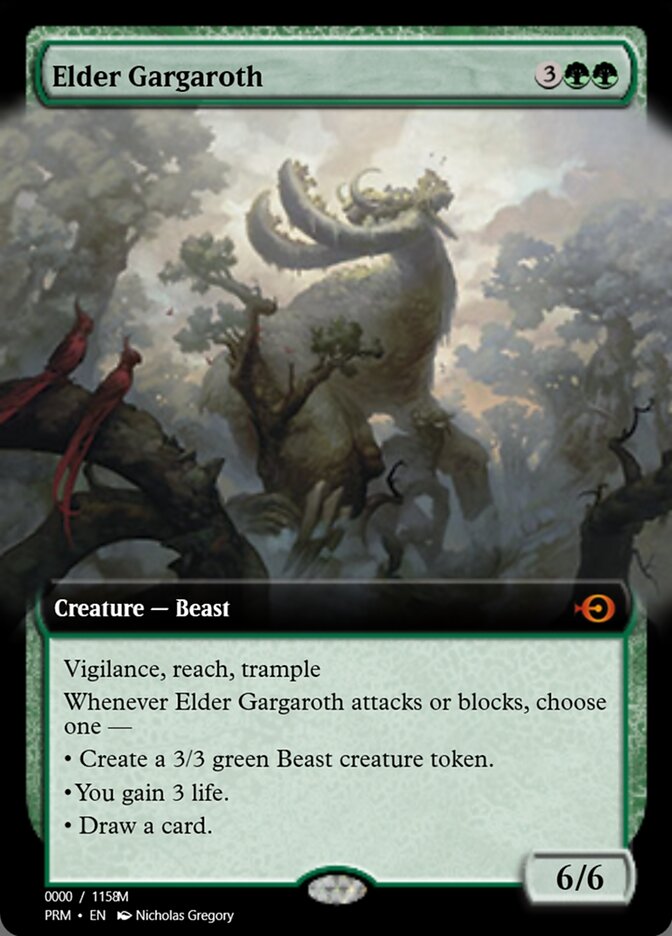 Elder Gargaroth
3
Creature — Beast
Vigilance, reach, trample
Whenever Elder Gargaroth attacks or blocks, choose
one —
• Create a 3/3 green Beast creature token.
•You gain 3 life.
• Draw a card.
6/6
0000 / 1158M
PRM • EN Nicholas Gregory